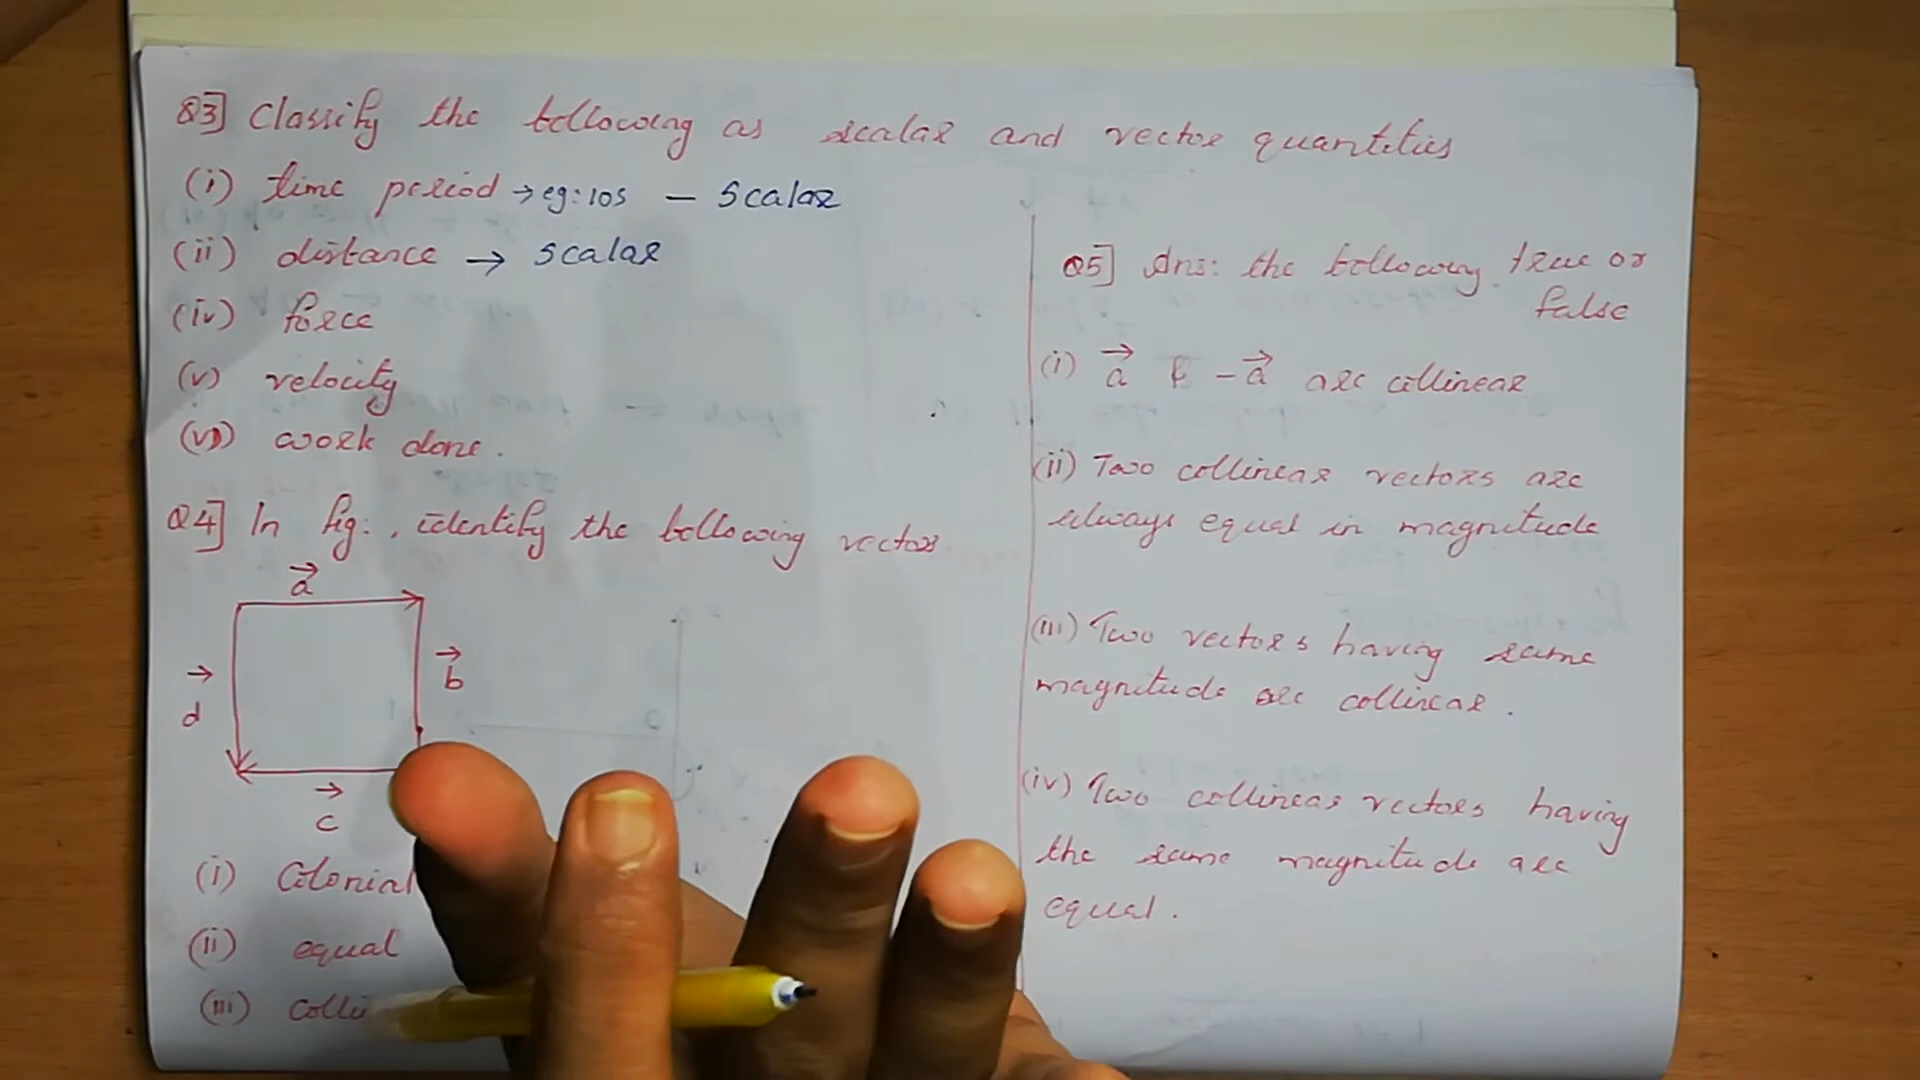 Q3] Classify the following as scalar and vector quantities
(i) time period → eg: 10s – Scalar
(ii) distance → scalar
(iv) force
(v) velocity
(vi) work done.
Q4] In fig:, identify the following vectors
a
b
d
c
(i) Coinial
(ii) equal
(iii) Colli
Q5] Ans: the following true or
false
(i) a & -a are collinear
(ii) Two collinear vectors are
always equal in magnitude
(iii) Two vectors having same
magnitude are collinear.
(iv) Two collinear vectors having
the same magnitude are
equal.